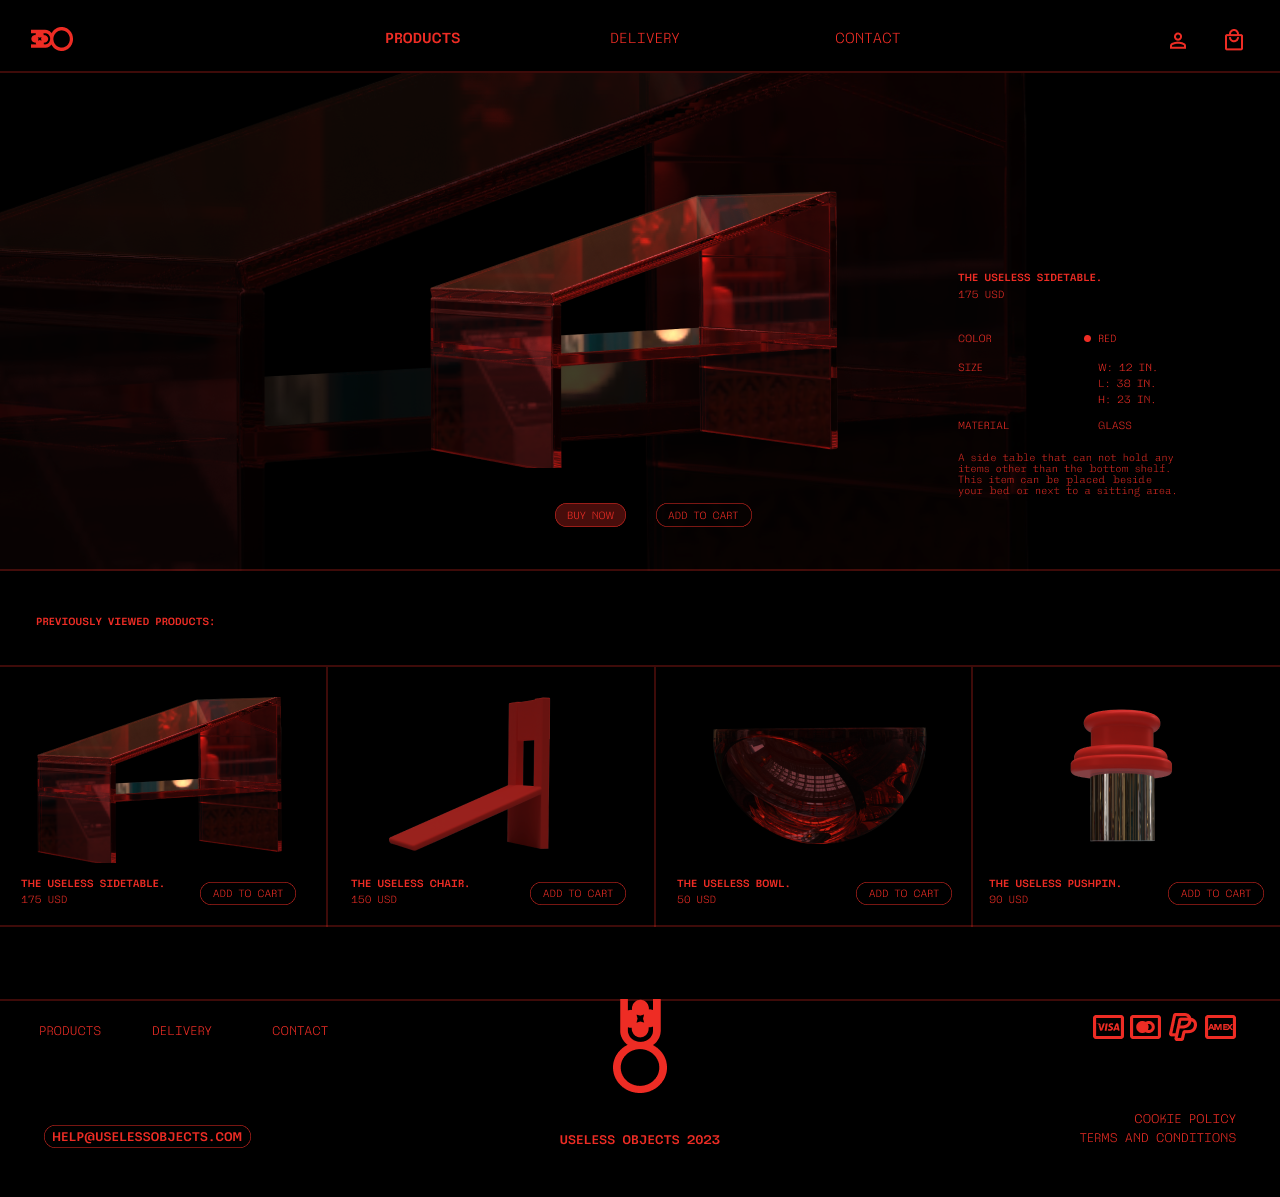 PRODUCTS
DELIVERY
CONTACT
THE USELESS SIDETABLE.
175 USD
COLOR
RED
SIZE
W: 12 IN.
L: 38 IN.
H: 23 IN.
MATERIAL
GLASS
A side table that can not hold any
items other than the bottom shelf.
This item can be placed beside
your bed or next to a sitting area.
BUY NOW
ADD TO CART
PREVIOUSLY VIEWED PRODUCTS:
THE USELESS SIDETABLE.
175 USD
ADD TO CART
THE USELESS CHAIR.
150 USD
ADD TO CART
THE USELESS BOWL.
50 USD
ADD TO CART
THE USELESS PUSHPIN.
90 USD
ADD TO CART
PRODUCTS
DELIVERY
CONTACT
VISA
AMEX
HELP@USELESSOBJECTS.COM
USELESS OBJECTS 2023
COOKIE POLICY
TERMS AND CONDITIONS